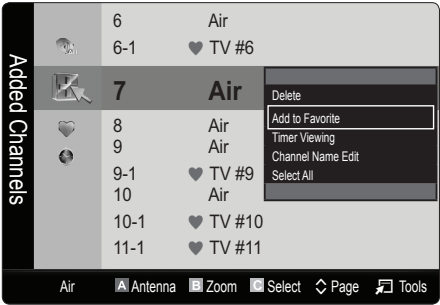 Added Channels
6 Air
6-1 ♥ TV #6
7 Air
8 Air
9 Air
9-1 ♥ TV #9
10 Air
10-1 ♥ TV #10
11-1 ♥ TV #11
Delete
Add to Favorite
Timer Viewing
Channel Name Edit
Select All
Air A Antenna B Zoom C Select Page Tools